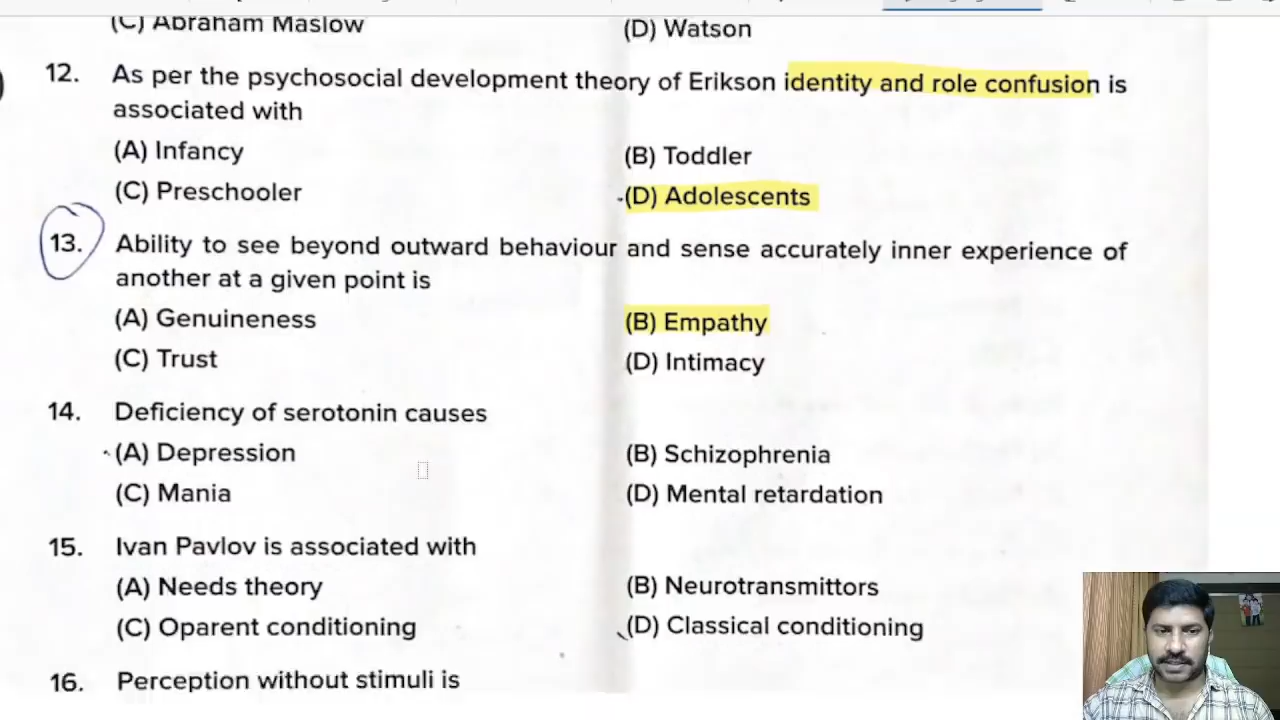 (C) Abraham Maslow (D) Watson
12. As per the psychosocial development theory of Erikson identity and role confusion is
associated with
(A) Infancy (B) Toddler
(C) Preschooler (D) Adolescents
13. Ability to see beyond outward behaviour and sense accurately inner experience of
another at a given point is
(A) Genuineness (B) Empathy
(C) Trust (D) Intimacy
14. Deficiency of serotonin causes
(A) Depression (B) Schizophrenia
(C) Mania (D) Mental retardation
15. Ivan Pavlov is associated with
(A) Needs theory (B) Neurotransmittors
(C) Oparent conditioning (D) Classical conditioning
16. Perception without stimuli is